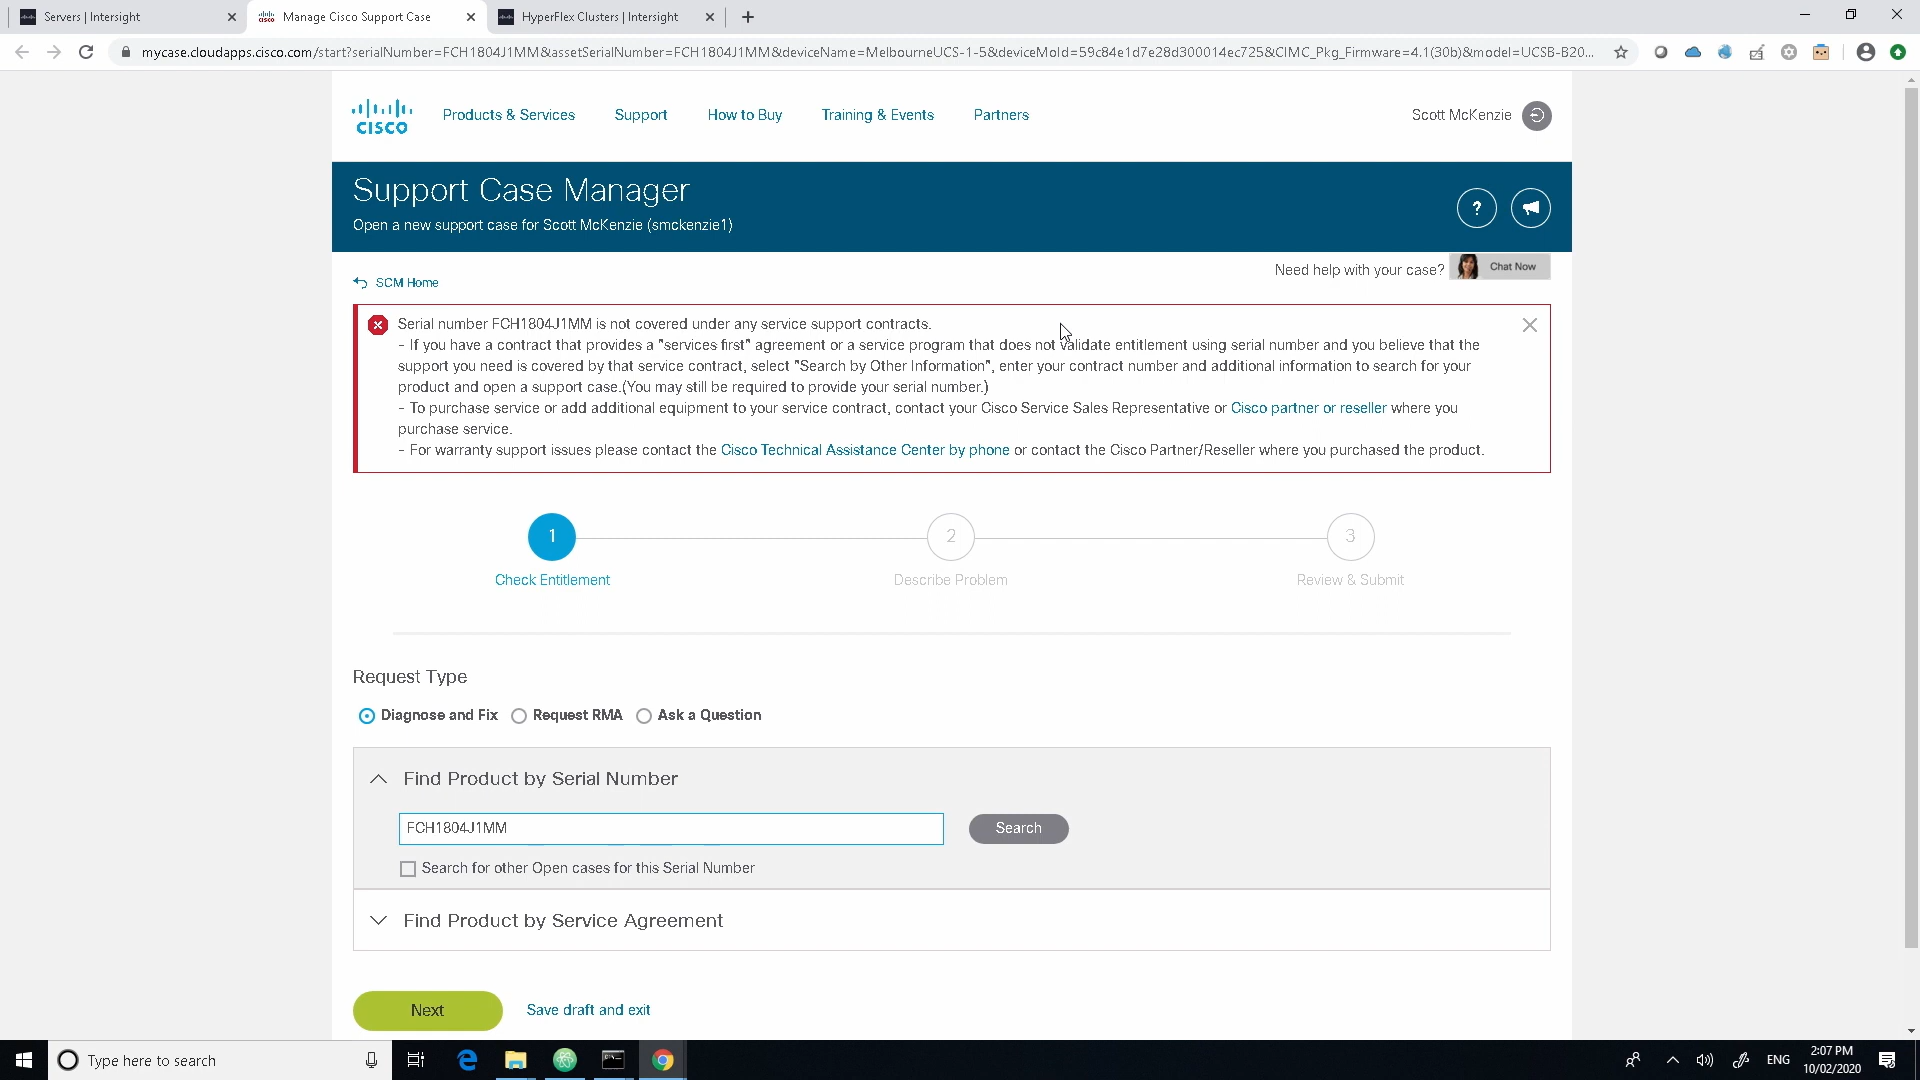 Servers | Intersight
Manage Cisco Support Case
HyperFlex Clusters | Intersight
mycase.cloudapps.cisco.com/start?serialNumber=FCH1804J1MM&assetSerialNumber=FCH1804J1MM&deviceName=MelbourneUCS-1-5&deviceMoId=59c84e1d7e28d300014ec725&CIMC_Pkg_Firmware=4.1(30b)&model=UCSB-B20...
CISCO
Products & Services
Support
How to Buy
Training & Events
Partners
Scott McKenzie
Support Case Manager
Open a new support case for Scott McKenzie (smckenzie1)
?
SCM Home
Need help with your case?
Chat Now
Serial number FCH1804J1MM is not covered under any service support contracts.
- If you have a contract that provides a "services first" agreement or a service program that does not validate entitlement using serial number and you believe that the
support you need is covered by that service contract, select "Search by Other Information", enter your contract number and additional information to search for your
product and open a support case.(You may still be required to provide your serial number.)
- To purchase service or add additional equipment to your service contract, contact your Cisco Service Sales Representative or Cisco partner or reseller where you
purchase service.
- For warranty support issues please contact the Cisco Technical Assistance Center by phone or contact the Cisco Partner/Reseller where you purchased the product.
1
2
3
Check Entitlement
Describe Problem
Review & Submit
Request Type
Diagnose and Fix
Request RMA
Ask a Question
Find Product by Serial Number
FCH1804J1MM
Search
Search for other Open cases for this Serial Number
Find Product by Service Agreement
Next
Save draft and exit
Type here to search
ENG
2:07 PM
10/02/2020